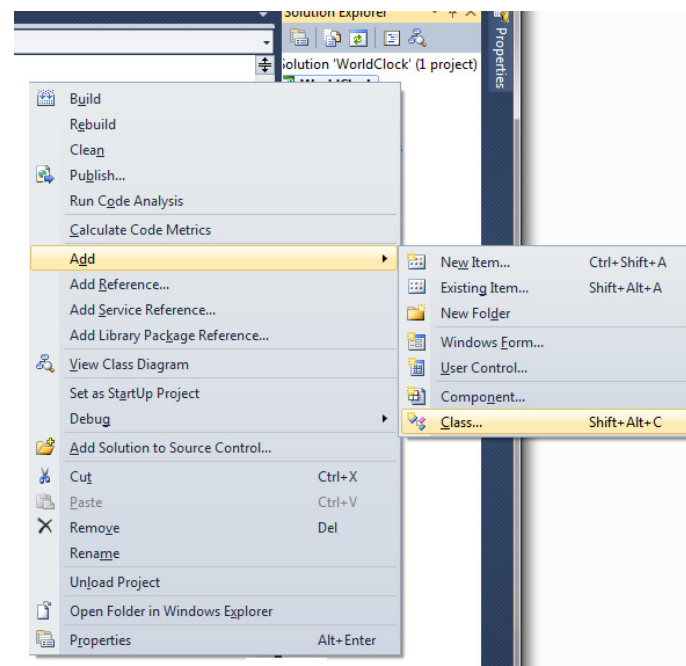 Solution Explorer
Properties
Solution 'WorldClock' (1 project)
WorldClock
Build
Rebuild
Clean
Publish...
Run Code Analysis
Calculate Code Metrics
Add
Add Reference...
Add Service Reference...
Add Library Package Reference...
View Class Diagram
Set as StartUp Project
Debug
Add Solution to Source Control...
Cut Ctrl+X
Paste Ctrl+V
Remove Del
Rename
Unload Project
Open Folder in Windows Explorer
Properties Alt+Enter
New Item... Ctrl+Shift+A
Existing Item... Shift+Alt+A
New Folder
Windows Form...
User Control...
Component...
Class... Shift+Alt+C